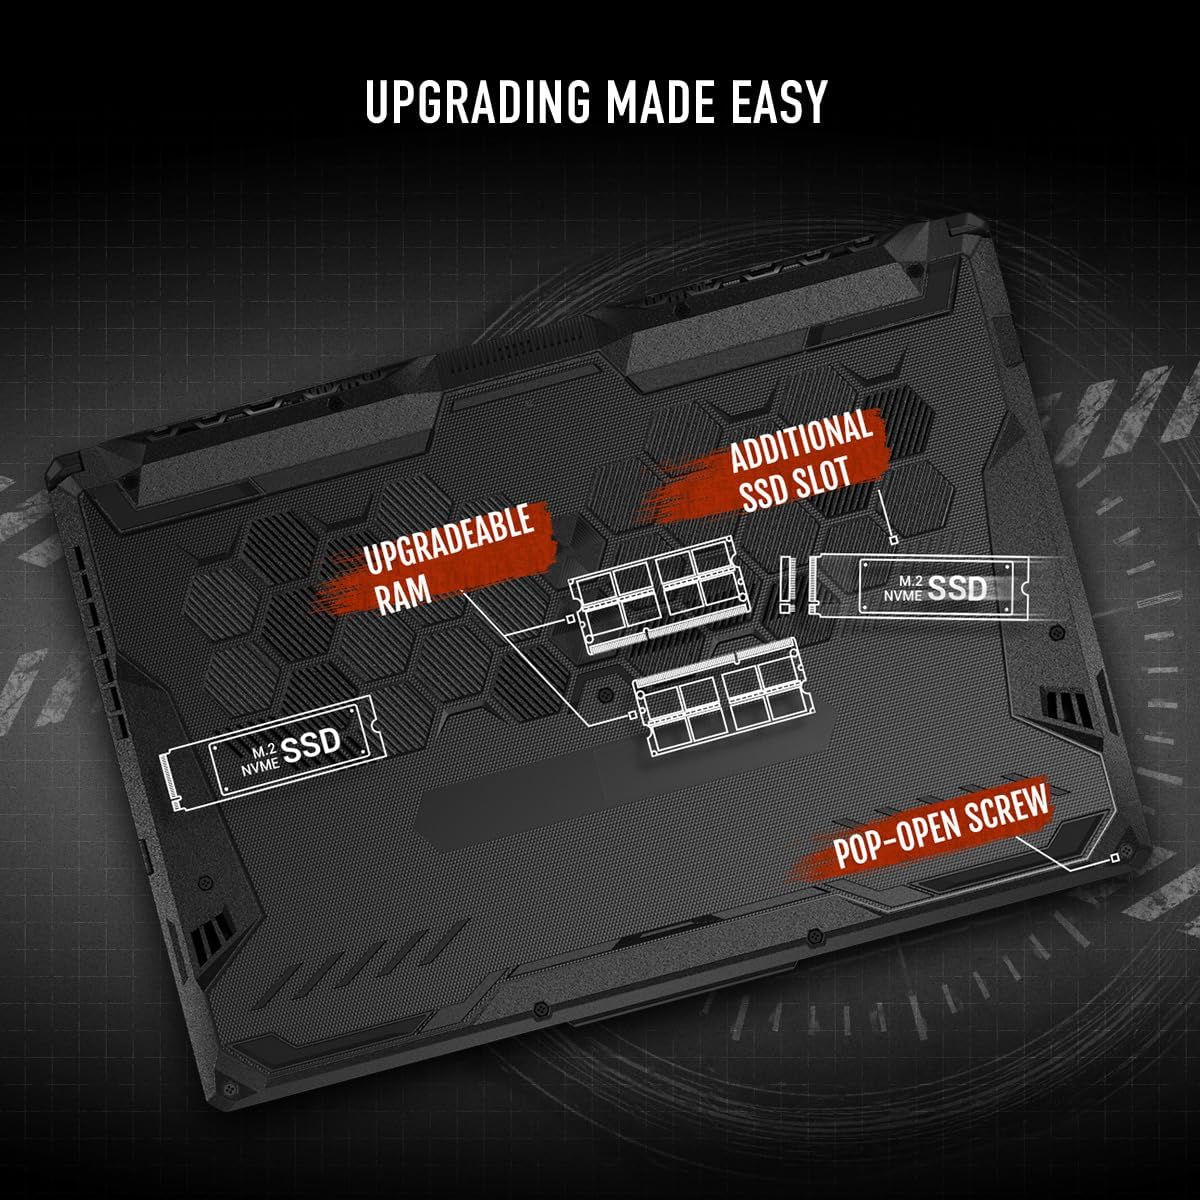 UPGRADING MADE EASY
ADDITIONAL
SSD SLOT
UPGRADEABLE
RAM
M.2
NVME SSD
M.2
NVME SSD
POP-OPEN SCREW